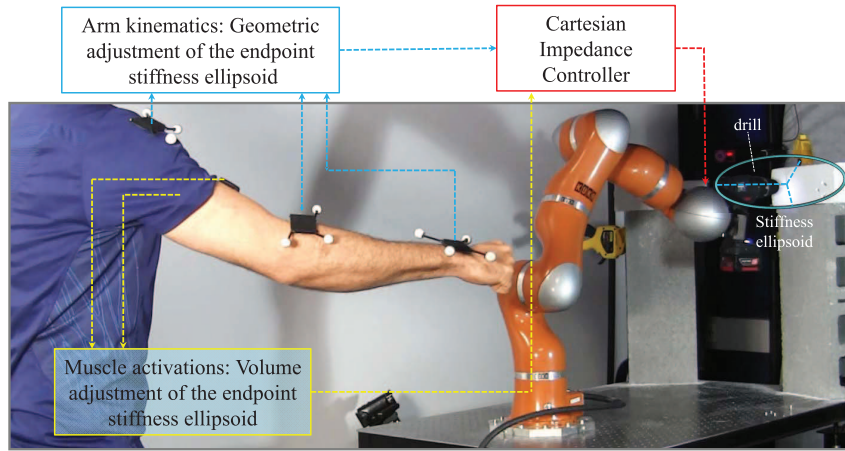 Arm kinematics: Geometric
adjustment of the endpoint
stiffness ellipsoid
Cartesian
Impedance
Controller
drill
Stiffness
ellipsoid
KUKA
Muscle activations: Volume
adjustment of the endpoint
stiffness ellipsoid